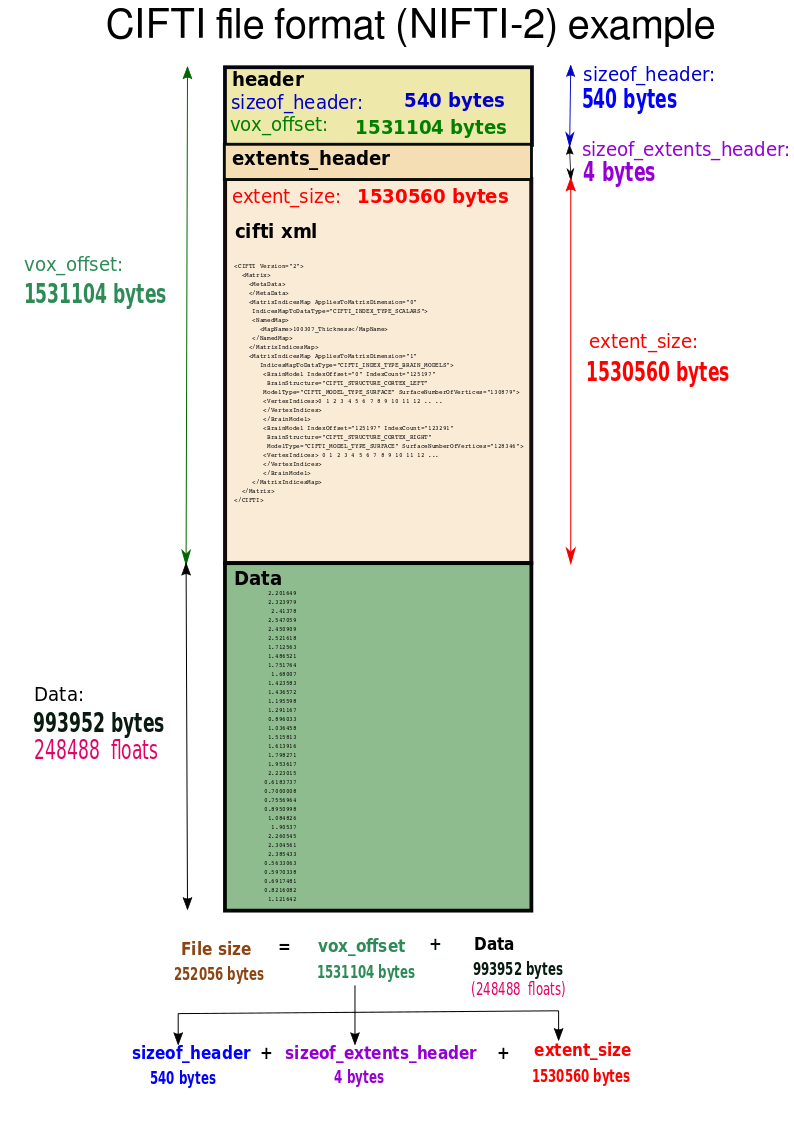 CIFTI file format (NIFTI-2) example
header
sizeof_header: 540 bytes
vox_offset: 1531104 bytes
extents_header
extent_size: 1530560 bytes
cifti xml
<CIFTI Version="2">
<Matrix>
<MetaData>
</MetaData>
<MatrixIndicesMap AppliesToMatrixDimension="0"
IndicesMapToDataType="CIFTI_INDEX_TYPE_SCALARS">
<NamedMap>
<MapName>100307_Thickness</MapName>
</NamedMap>
</MatrixIndicesMap>
<MatrixIndicesMap AppliesToMatrixDimension="1"
IndicesMapToDataType="CIFTI_INDEX_TYPE_BRAIN_MODELS">
<BrainModel IndexOffset="0" IndexCount="125197"
BrainStructure="CIFTI_STRUCTURE_CORTEX_LEFT"
ModelType="CIFTI_MODEL_TYPE_SURFACE" SurfaceNumberOfVertices="130879">
<VertexIndices>0 1 2 3 4 5 6 7 8 9 10 11 12 .. ..
</VertexIndices>
</BrainModel>
<BrainModel IndexOffset="125197" IndexCount="123291"
BrainStructure="CIFTI_STRUCTURE_CORTEX_RIGHT"
ModelType="CIFTI_MODEL_TYPE_SURFACE" SurfaceNumberOfVertices="128346">
<VertexIndices> 0 1 2 3 4 5 6 7 8 9 10 11 12 ...
</VertexIndices>
</BrainModel>
</MatrixIndicesMap>
</Matrix>
</CIFTI>
Data
2.201649
2.323979
2.41378
2.547059
2.450909
2.521618
1.712563
1.486521
1.751764
1.68007
1.423583
1.436572
1.195598
1.291167
0.896033
1.036458
1.515813
1.613916
1.798271
1.953617
2.223015
0.6183737
0.7000008
0.7556964
0.8950998
1.084826
1.90537
2.260545
2.304561
2.385433
0.5633063
0.5970338
0.6917481
0.8216082
1.121642
sizeof_header:
540 bytes
sizeof_extents_header:
4 bytes
vox_offset:
1531104 bytes
extent_size:
1530560 bytes
Data:
993952 bytes
248488 floats
File size = vox_offset + Data
252056 bytes 1531104 bytes 993952 bytes
(248488 floats)
sizeof_header + sizeof_extents_header + extent_size
540 bytes 4 bytes 1530560 bytes